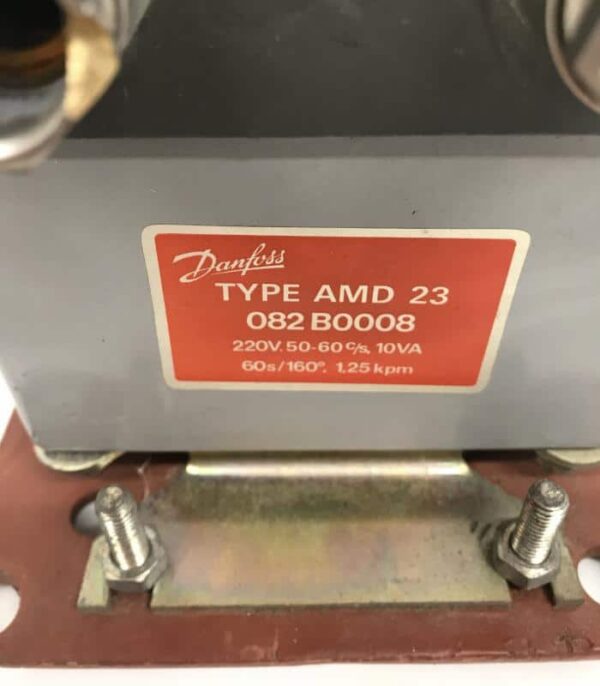 Danfoss
TYPE AMD 23
082 B0008
220V. 50-60 c/s, 10VA
60s/160°. 1,25 kpm